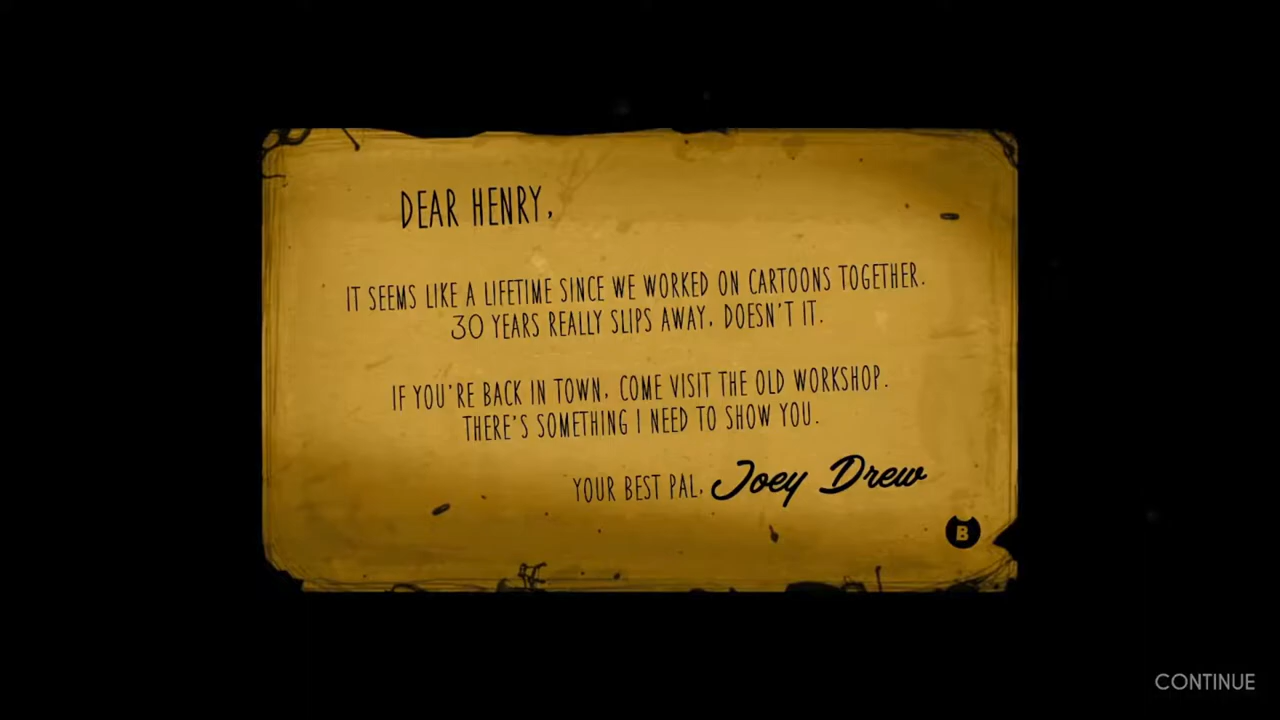 DEAR HENRY,
IT SEEMS LIKE A LIFETIME SINCE WE WORKED ON CARTOONS TOGETHER.
30 YEARS REALLY SLIPS AWAY, DOESN'T IT.
IF YOU'RE BACK IN TOWN, COME VISIT THE OLD WORKSHOP.
THERE'S SOMETHING I NEED TO SHOW YOU.
YOUR BEST PAL, Joey Drew
B
CONTINUE